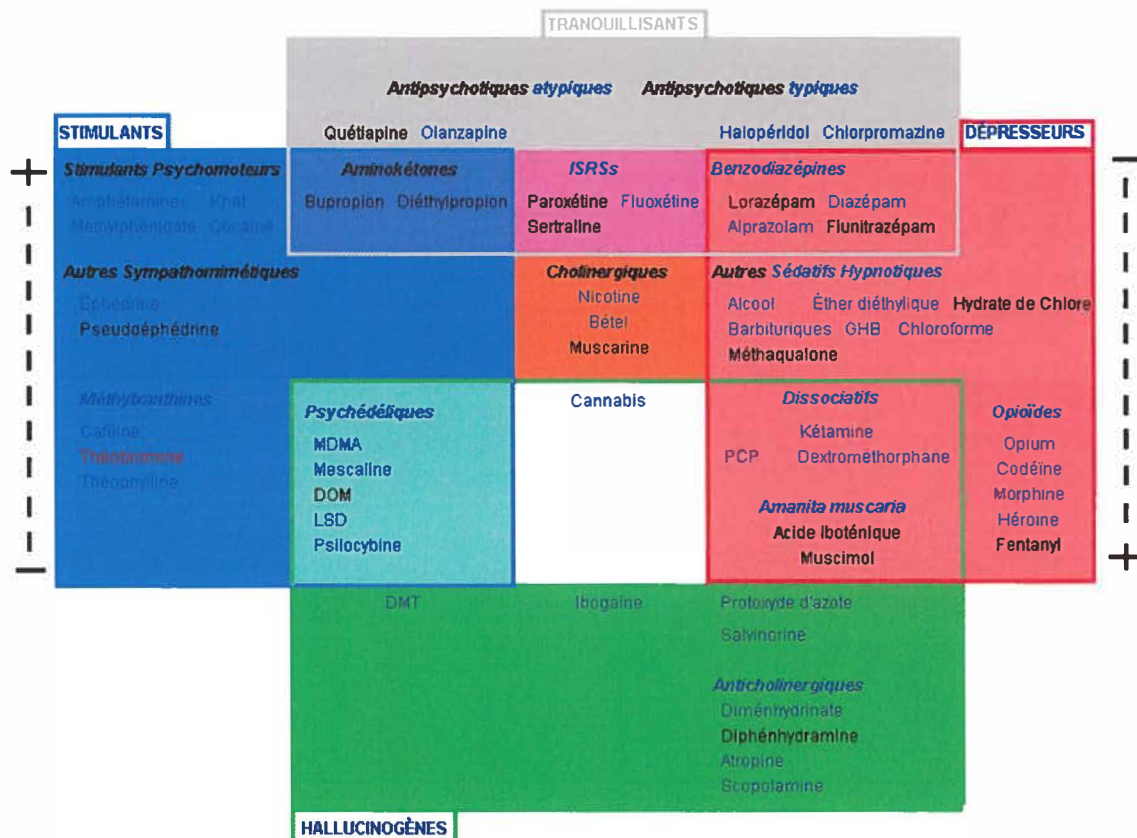 TRANQUILLISANTS
Antipsychotiques atypiques Antipsychotiques typiques
Quétiapine Olanzapine
Halopéridol Chlorpromazine
STIMULANTS
DÉPRESSEURS
Stimulants Psychomoteurs
Amphétamines Khat
Méthylphénidate Cocaïne
Aminokétones
Bupropion Diéthylpropion
ISRSs
Paroxétine Fluoxétine
Sertraline
Benzodiazépines
Lorazépam Diazépam
Alprazolam Flunitrazépam
Autres Sympathomimétiques
Éphédrine
Pseudoéphédrine
Cholinergiques
Nicotine
Bétel
Muscarine
Autres Sédatifs Hypnotiques
Alcool Éther diéthylique Hydrate de Chlore
Barbituriques GHB Chloroforme
Méthaqualone
Méthylxanthines
Caféine
Théobromine
Théophylline
Psychédéliques
MDMA
Mescaline
DOM
LSD
Psilocybine
Cannabis
Dissociatifs
Kétamine
PCP Dextrométhorphane
Amanita muscaria
Acide Iboténique
Muscimol
Opioïdes
Opium
Codéïne
Morphine
Héroïne
Fentanyl
DMT
Ibogaïne
Protoxyde d'azote
Salvinorine
Anticholinergiques
Diménhydrinate
Diphénhydramine
Atropine
Scopolamine
HALLUCINOGÈNES